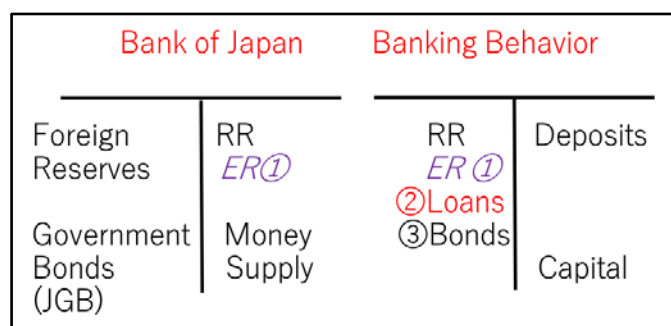 Bank of Japan Banking Behavior
Foreign RR RR Deposits
Reserves ER① ER①
②Loans
Government Money ③Bonds
Bonds Supply Capital
(JGB)